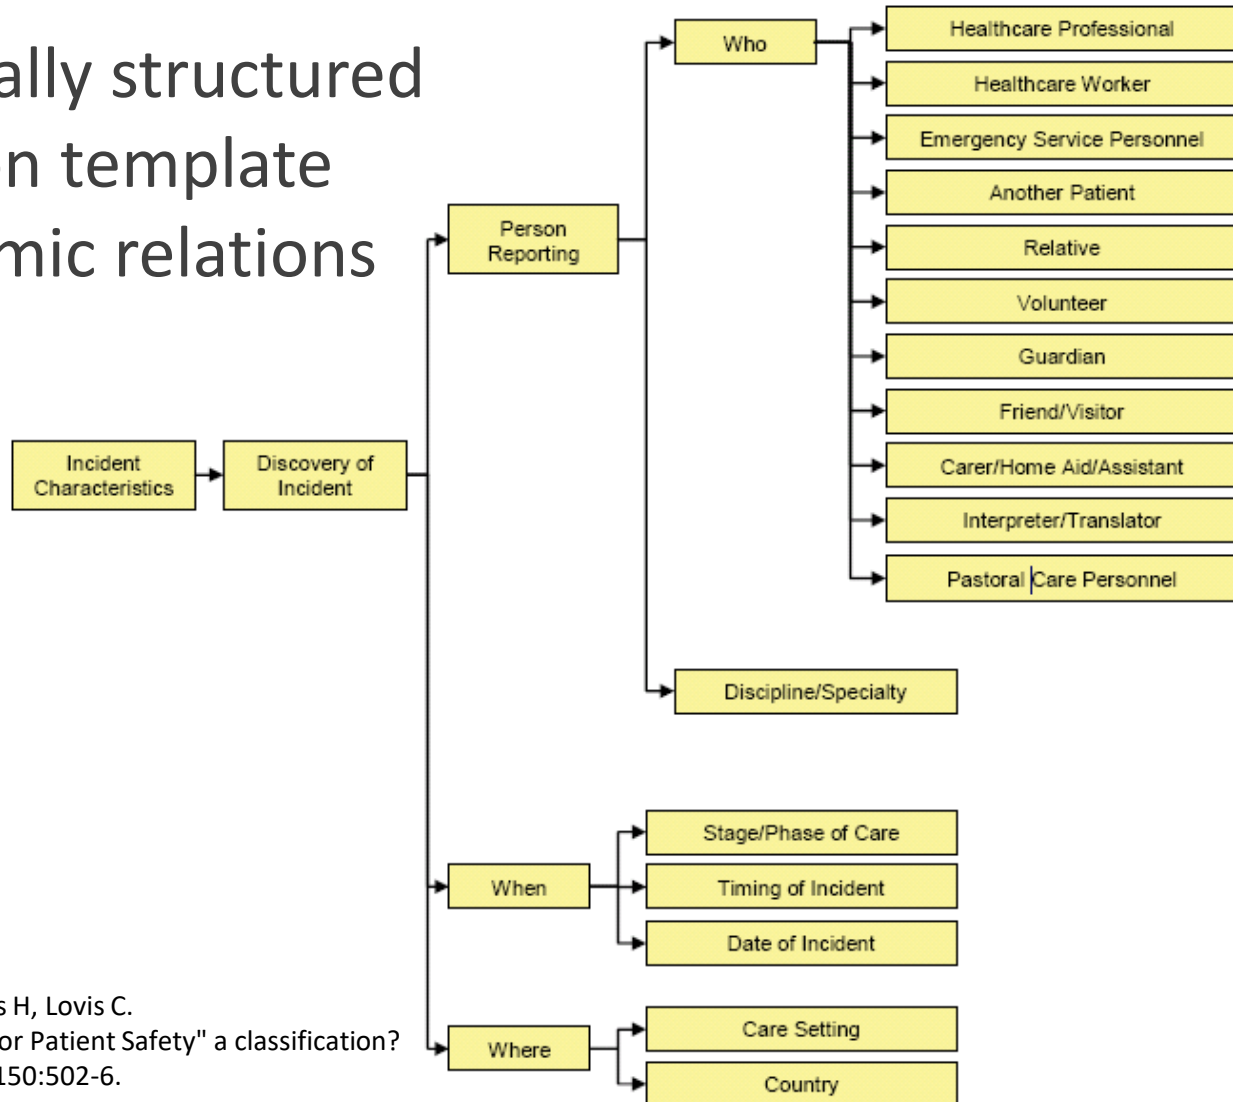 ally structured
n template
mic relations
Incident
Characteristics
Discovery of
Incident
Person
Reporting
Who
Healthcare Professional
Healthcare Worker
Emergency Service Personnel
Another Patient
Relative
Volunteer
Guardian
Friend/Visitor
Carer/Home Aid/Assistant
Interpreter/Translator
Pastoral Care Personnel
Discipline/Specialty
When
Stage/Phase of Care
Timing of Incident
Date of Incident
Where
Care Setting
Country
s H, Lovis C.
or Patient Safety" a classification?
150:502-6.